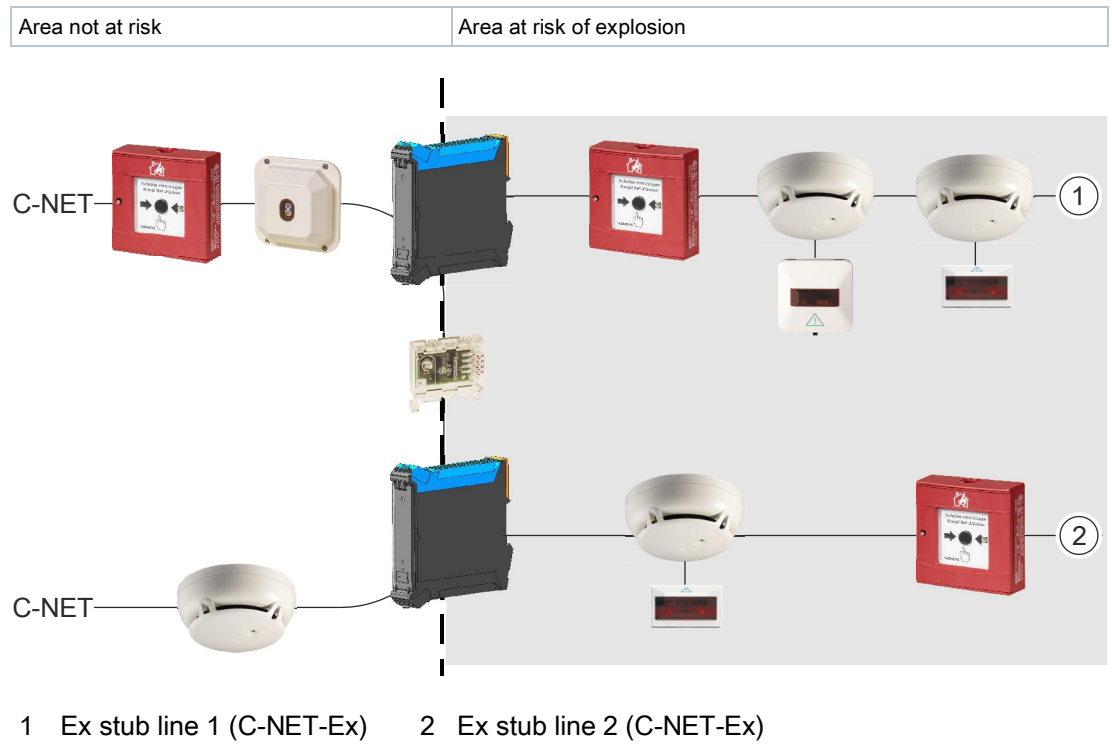 Area not at risk
Area at risk of explosion
C-NET
1
C-NET
2
1 Ex stub line 1 (C-NET-Ex)
2 Ex stub line 2 (C-NET-Ex)